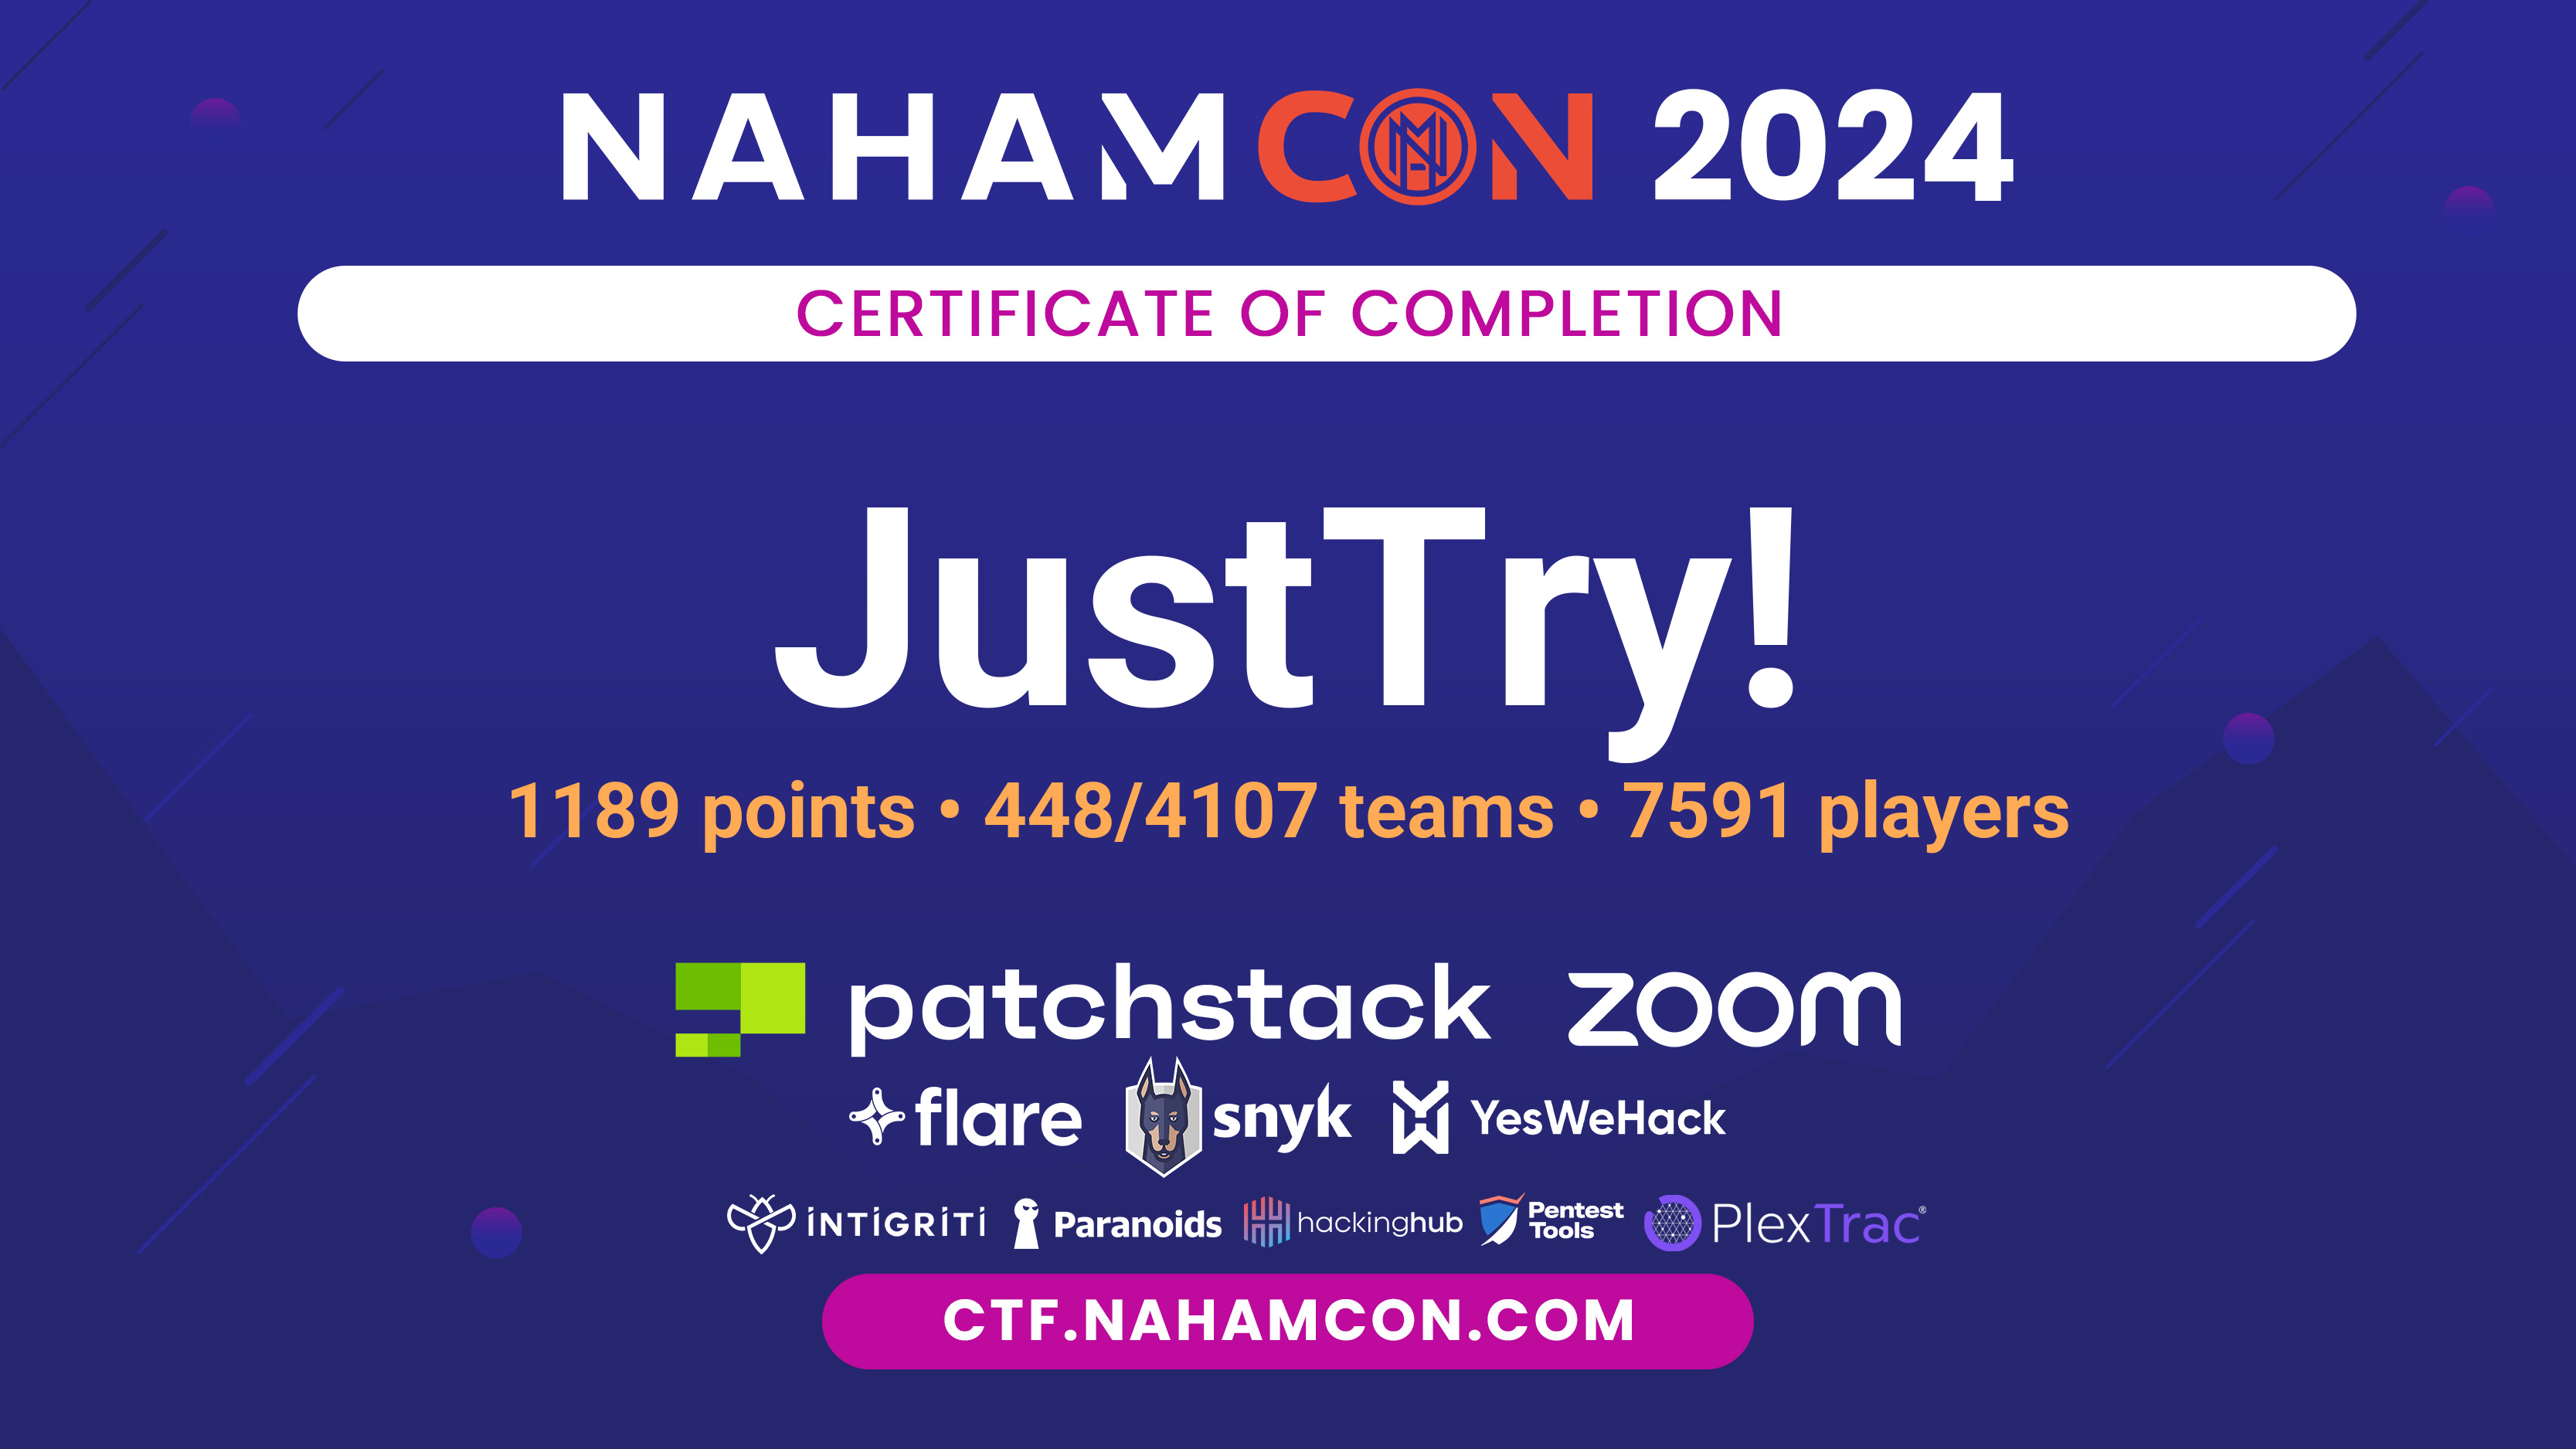 NAHAMCON 2024
CERTIFICATE OF COMPLETION
JustTry!
1189 points • 448/4107 teams • 7591 players
patchstack zoom
flare snyk YesWeHack
INTIGRITI Paranoids hackinghub Pentest Tools PlexTrac®
CTF.NAHAMCON.COM